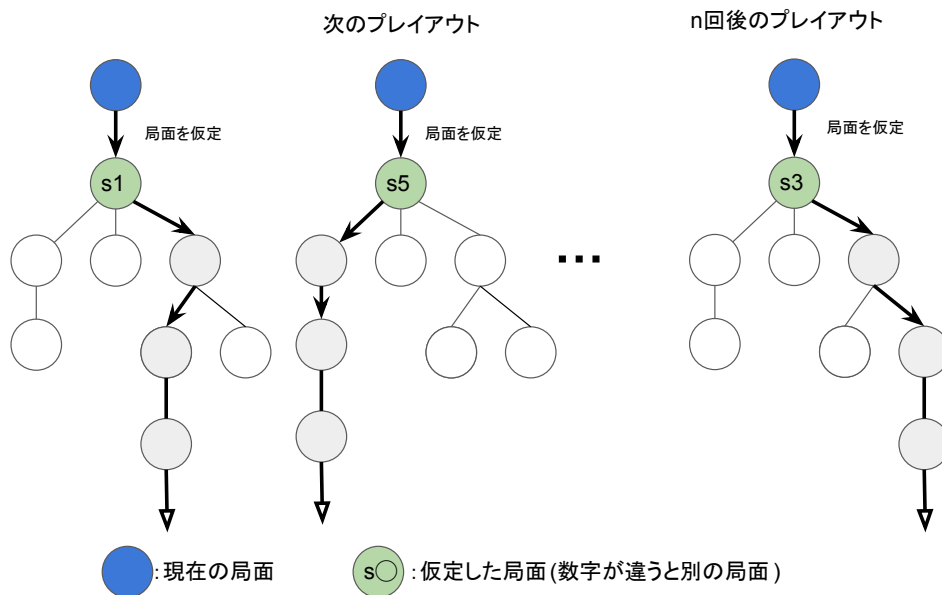 次のプレイアウト
n回後のプレイアウト
局面を仮定
局面を仮定
局面を仮定
s1
s5
s3
:現在の局面
s○
:仮定した局面(数字が違うと別の局面)